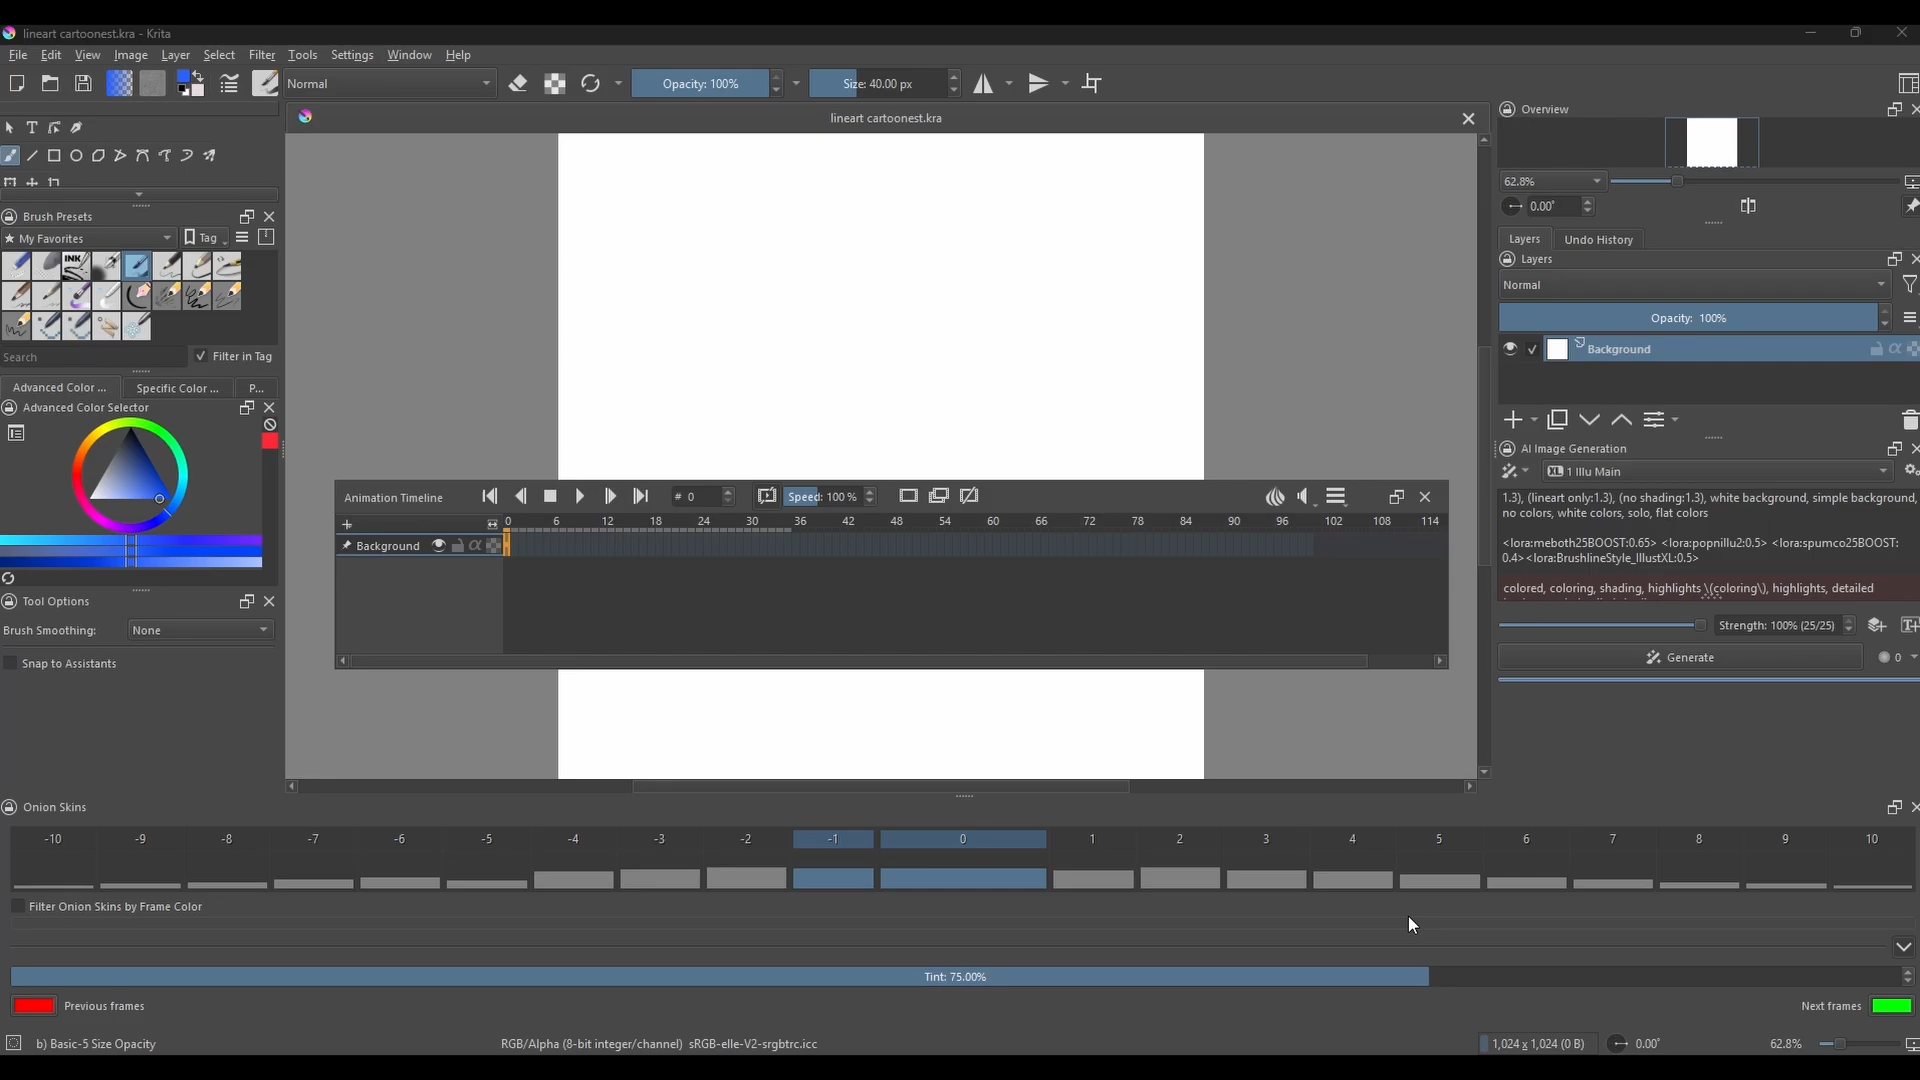 lineart cartoonest.kra - Krita
File Edit View Image Layer Select Filter Tools Settings Window Help
Normal
Opacity: 100%
Size: 40.00 px
lineart cartoonest.kra
Brush Presets
My Favorites
Tag
INK
Search
Filter in Tag
Advanced Color ...
Specific Color ...
P...
Advanced Color Selector
Tool Options
Brush Smoothing:
None
Snap to Assistants
Animation Timeline
# 0
Speed: 100 %
0 6 12 18 24 30 36 42 48 54 60 66 72 78 84 90 96 102 108 114
Background
Overview
62.8%
0.00°
Layers
Undo History
Layers
Normal
Opacity: 100%
Background
AI Image Generation
XL 1 Illu Main
1.3), (lineart only:1.3), (no shading:1.3), white background, simple background,
no colors, white colors, solo, flat colors
<lora:meboth25BOOST:0.65> <lora:popnillu2:0.5> <lora:spumco25BOOST:
0.4> <lora:BrushlineStyle_IllustXL:0.5>
colored, coloring, shading, highlights \(coloring\), highlights, detailed
Strength: 100% (25/25)
Generate
0
Onion Skins
-10 -9 -8 -7 -6 -5 -4 -3 -2 -1 0 1 2 3 4 5 6 7 8 9 10
Filter Onion Skins by Frame Color
Tint: 75.00%
Previous frames
Next frames
b) Basic-5 Size Opacity
RGB/Alpha (8-bit integer/channel) sRGB-elle-V2-srgbtrc.icc
1,024 x 1,024 (0 B)
0.00°
62.8%